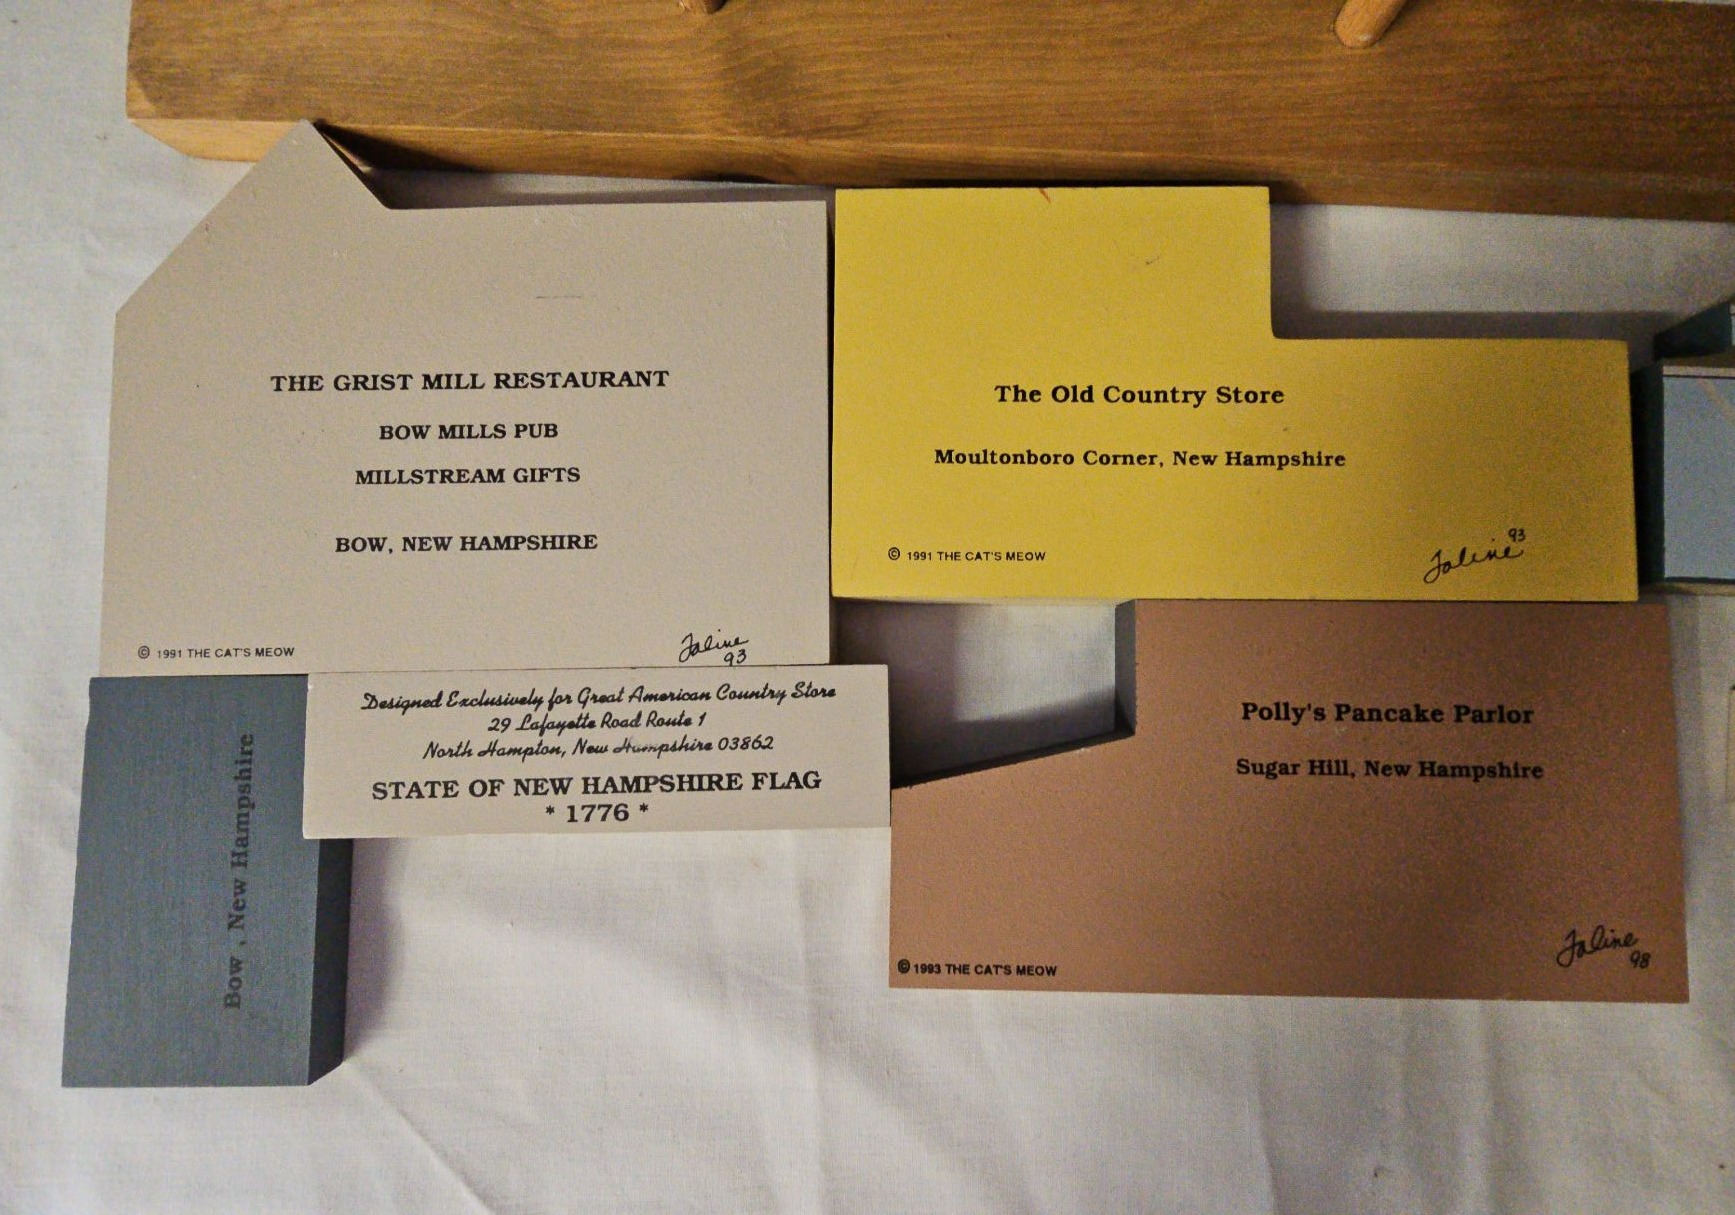 THE GRIST MILL RESTAURANT
BOW MILLS PUB
MILLSTREAM GIFTS
BOW, NEW HAMPSHIRE
© 1991 THE CAT'S MEOW
Faline
93
The Old Country Store
Moultonboro Corner, New Hampshire
© 1991 THE CAT'S MEOW
Faline 93
Bow, New Hampshire
Designed Exclusively for Great American Country Store
29 Lafayette Road Route 1
North Hampton, New Hampshire 03862
STATE OF NEW HAMPSHIRE FLAG
* 1776 *
Polly's Pancake Parlor
Sugar Hill, New Hampshire
© 1993 THE CAT'S MEOW
Faline
98